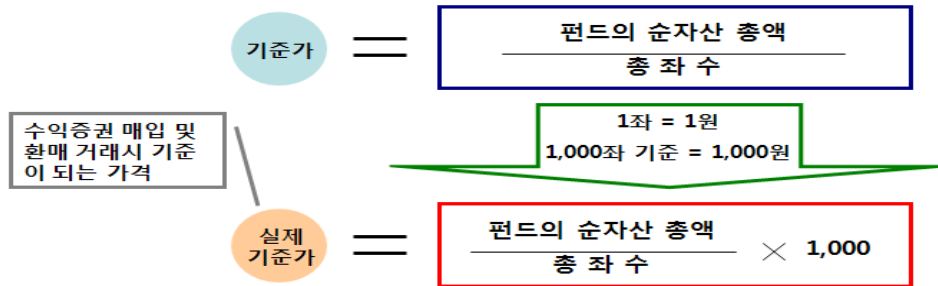 기준가
펀드의 순자산 총액
총 좌 수
수익증권 매입 및
환매 거래시 기준
이 되는 가격
1좌 = 1원
1,000좌 기준 = 1,000원
실제
기준가
펀드의 순자산 총액
총 좌 수
× 1,000